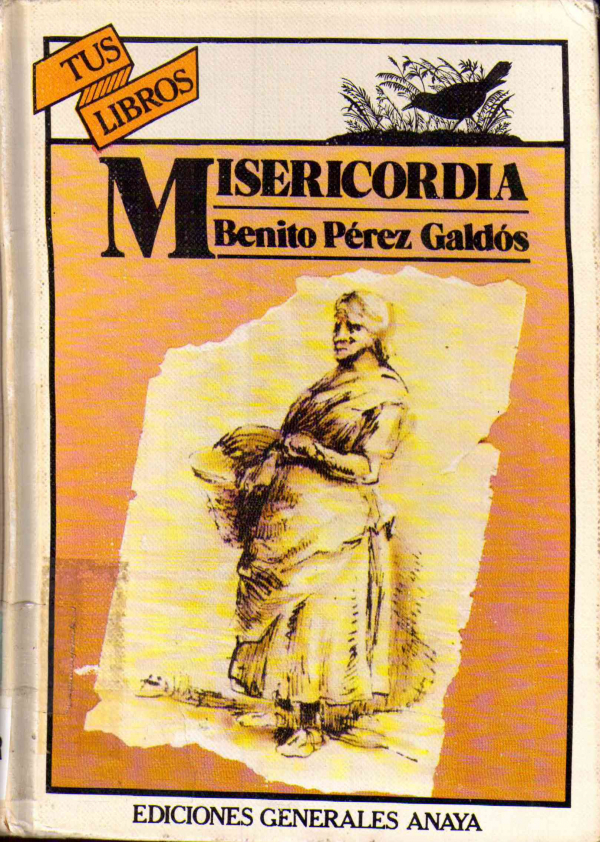 TUS
LIBROS
MISERICORDIA
Benito Pérez Galdós
EDICIONES GENERALES ANAYA